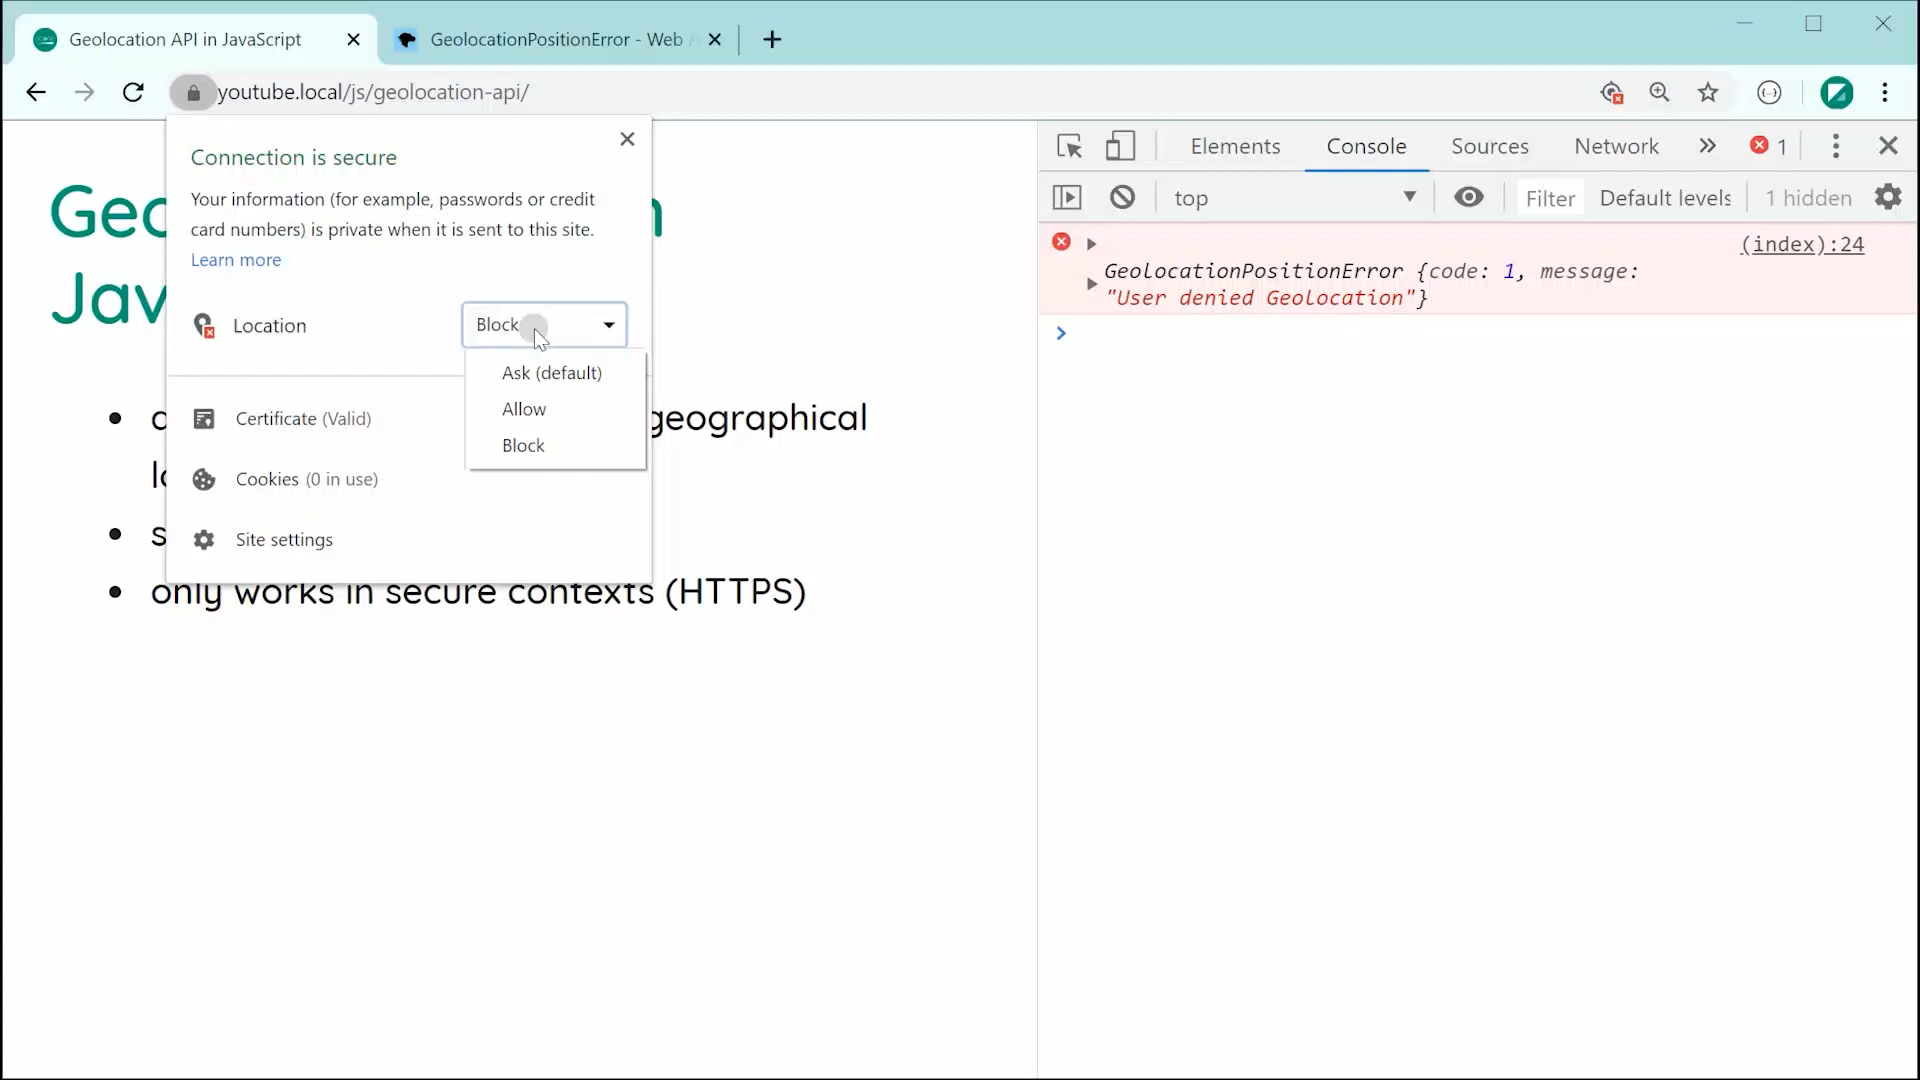 Geolocation API in JavaScript
GeolocationPositionError - Web
youtube.local/js/geolocation-api/
Connection is secure
Your information (for example, passwords or credit
card numbers) is private when it is sent to this site.
Learn more
Location
Block
Ask (default)
Allow
Block
Certificate (Valid)
Cookies (0 in use)
Site settings
Geo
n
Jav
geographical
only works in secure contexts (HTTPS)
Elements
Console
Sources
Network
1
top
Filter
Default levels
1 hidden
(index):24
GeolocationPositionError {code: 1, message:
"User denied Geolocation"}